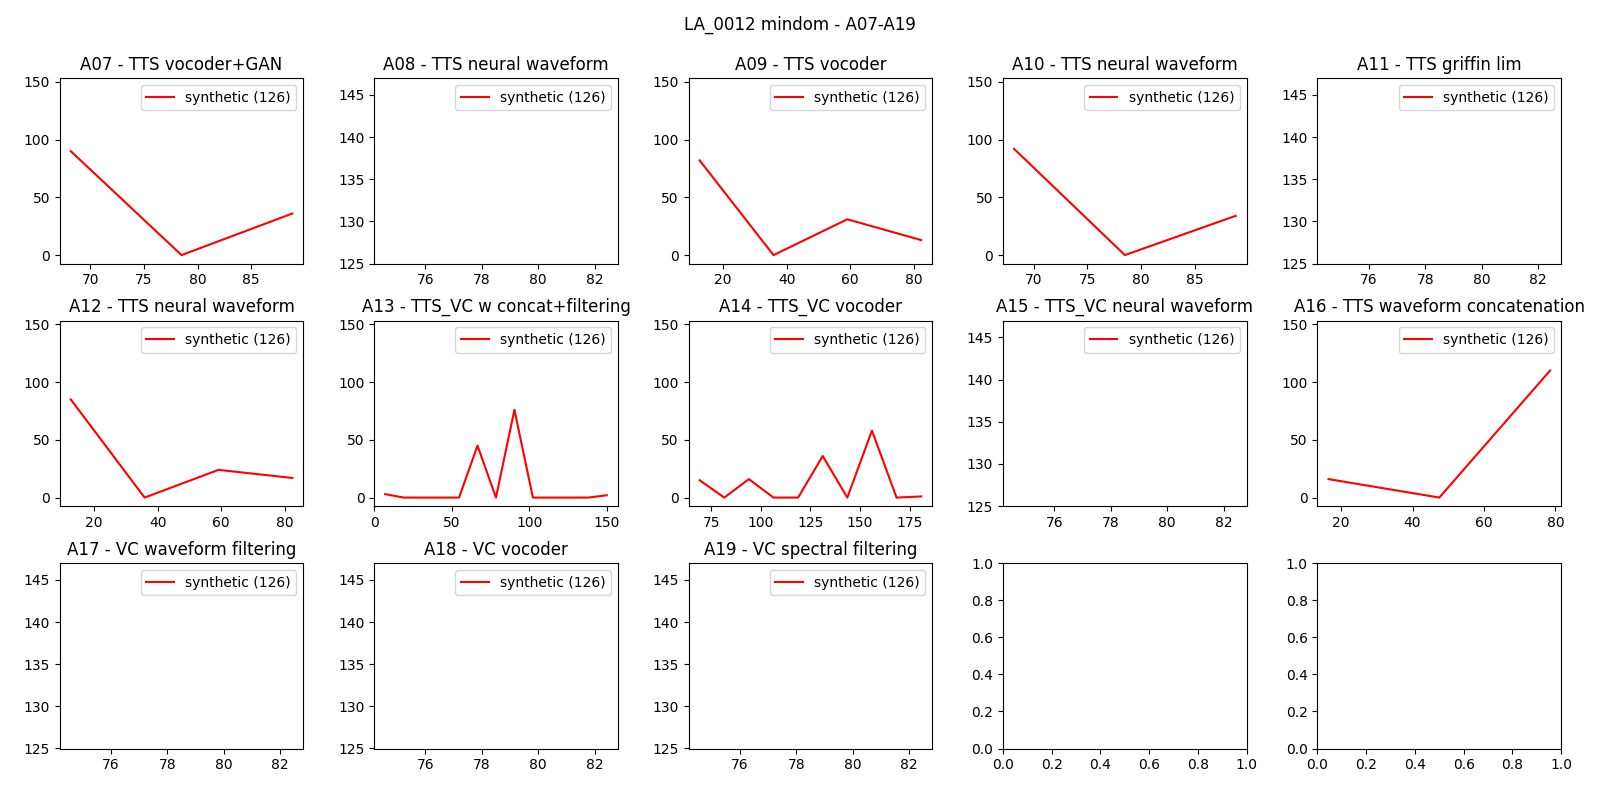 LA_0012 mindom - A07-A19
A07 - TTS vocoder+GAN
synthetic (126)
150
100
50
0
70 75 80 85
A08 - TTS neural waveform
synthetic (126)
145
140
135
130
125
76 78 80 82
A09 - TTS vocoder
synthetic (126)
150
100
50
0
20 40 60 80
A10 - TTS neural waveform
synthetic (126)
150
100
50
0
70 75 80 85
A11 - TTS griffin lim
synthetic (126)
145
140
135
130
125
76 78 80 82
A12 - TTS neural waveform
synthetic (126)
150
100
50
0
20 40 60 80
A13 - TTS_VC w concat+filtering
synthetic (126)
150
100
50
0
0 50 100 150
A14 - TTS_VC vocoder
synthetic (126)
150
100
50
0
75 100 125 150 175
A15 - TTS_VC neural waveform
synthetic (126)
145
140
135
130
125
76 78 80 82
A16 - TTS waveform concatenation
synthetic (126)
150
100
50
0
20 40 60 80
A17 - VC waveform filtering
synthetic (126)
145
140
135
130
125
76 78 80 82
A18 - VC vocoder
synthetic (126)
145
140
135
130
125
76 78 80 82
A19 - VC spectral filtering
synthetic (126)
145
140
135
130
125
76 78 80 82
1.0
0.8
0.6
0.4
0.2
0.0
0.0 0.2 0.4 0.6 0.8 1.0
1.0
0.8
0.6
0.4
0.2
0.0
0.0 0.2 0.4 0.6 0.8 1.0